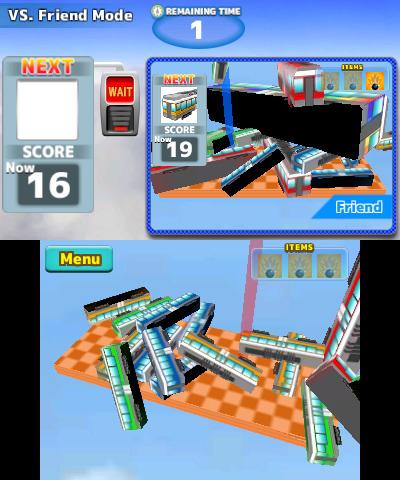 VS. Friend Mode
REMAINING TIME
1
NEXT
WAIT
SCORE
Now
16
ITEMS
NEXT
SCORE
Now
19
Friend
Menu
ITEMS